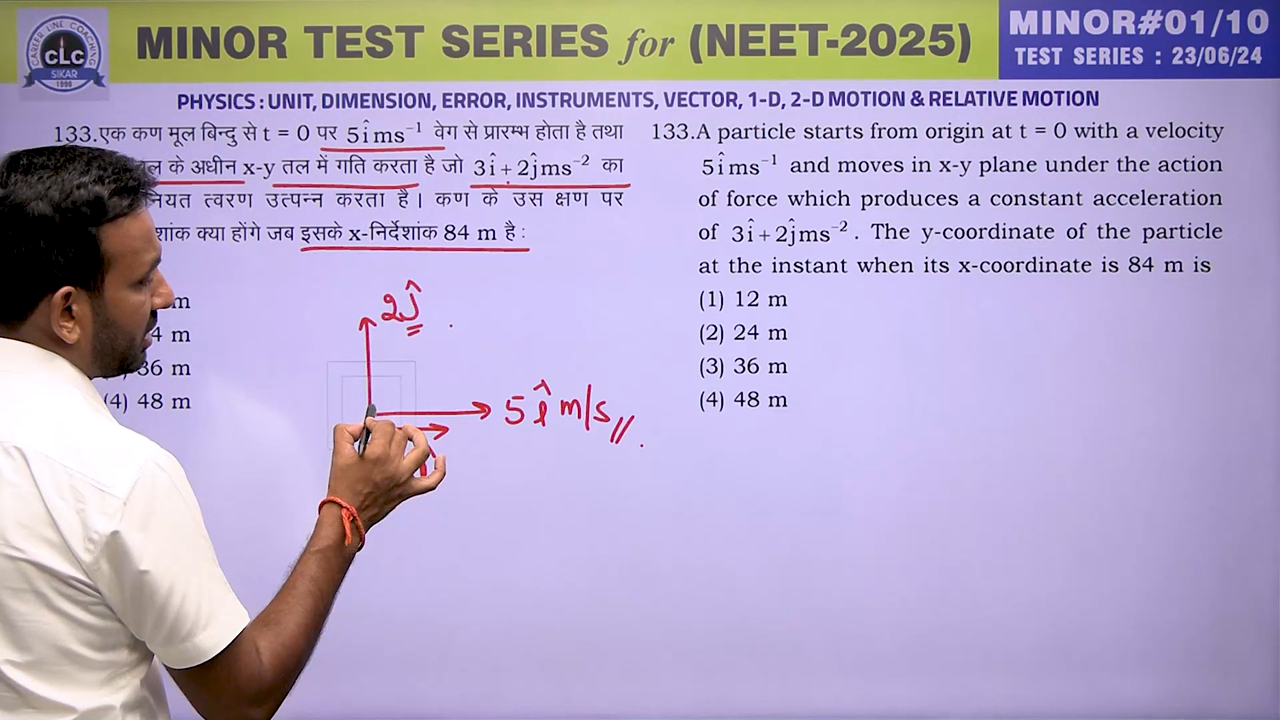 CAREER LINE COACHING
CLC
SIKAR
1996
MINOR TEST SERIES for (NEET-2025)
MINOR#01/10
TEST SERIES : 23/06/24
PHYSICS : UNIT, DIMENSION, ERROR, INSTRUMENTS, VECTOR, 1-D, 2-D MOTION & RELATIVE MOTION
133.एक कण मूल बिन्दु से t = 0 पर 5î ms⁻¹ वेग से प्रारम्भ होता है तथा
के अधीन x-y तल में गति करता है जो 3î + 2ĵ ms⁻² का
नियत त्वरण उत्पन्न करता है। कण के उस क्षण पर
क्या होंगे जब इसके x-निर्देशांक 84 m है :
m
4 m
36 m
(4) 48 m
2ĵ
5î m/s
133.A particle starts from origin at t = 0 with a velocity
5î ms⁻¹ and moves in x-y plane under the action
of force which produces a constant acceleration
of 3î + 2ĵ ms⁻². The y-coordinate of the particle
at the instant when its x-coordinate is 84 m is
(1) 12 m
(2) 24 m
(3) 36 m
(4) 48 m